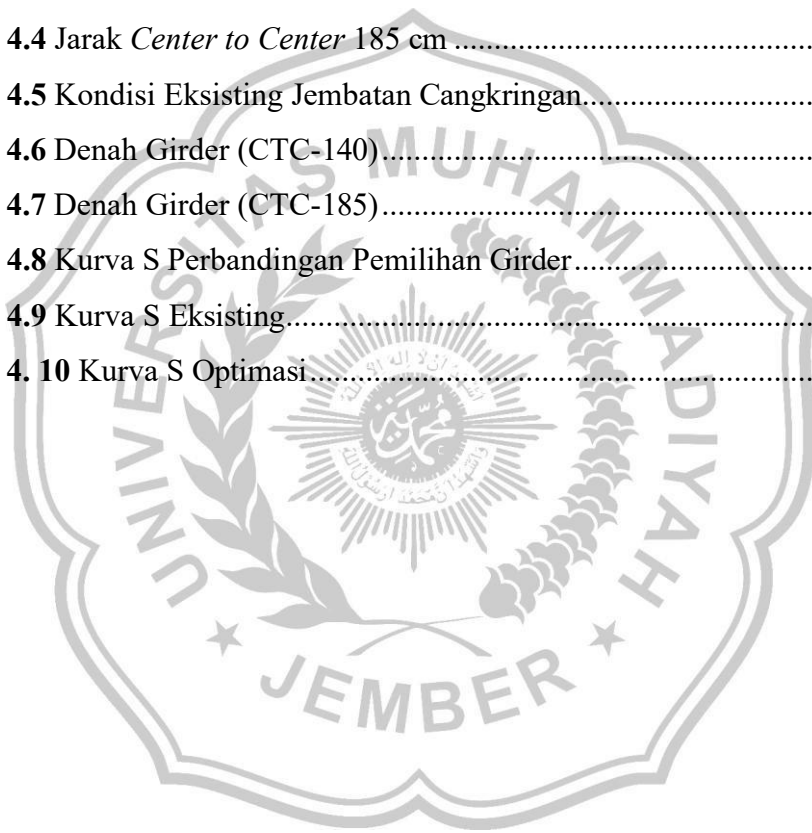 4.4 Jarak Center to Center 185 cm ........................................
4.5 Kondisi Eksisting Jembatan Cangkringan..........................
4.6 Denah Girder (CTC-140).................................................
4.7 Denah Girder (CTC-185).................................................
4.8 Kurva S Perbandingan Pemilihan Girder...........................
4.9 Kurva S Eksisting............................................................
4. 10 Kurva S Optimasi.........................................................
UNIVERSITAS MUHAMMADIYAH
JEMBER